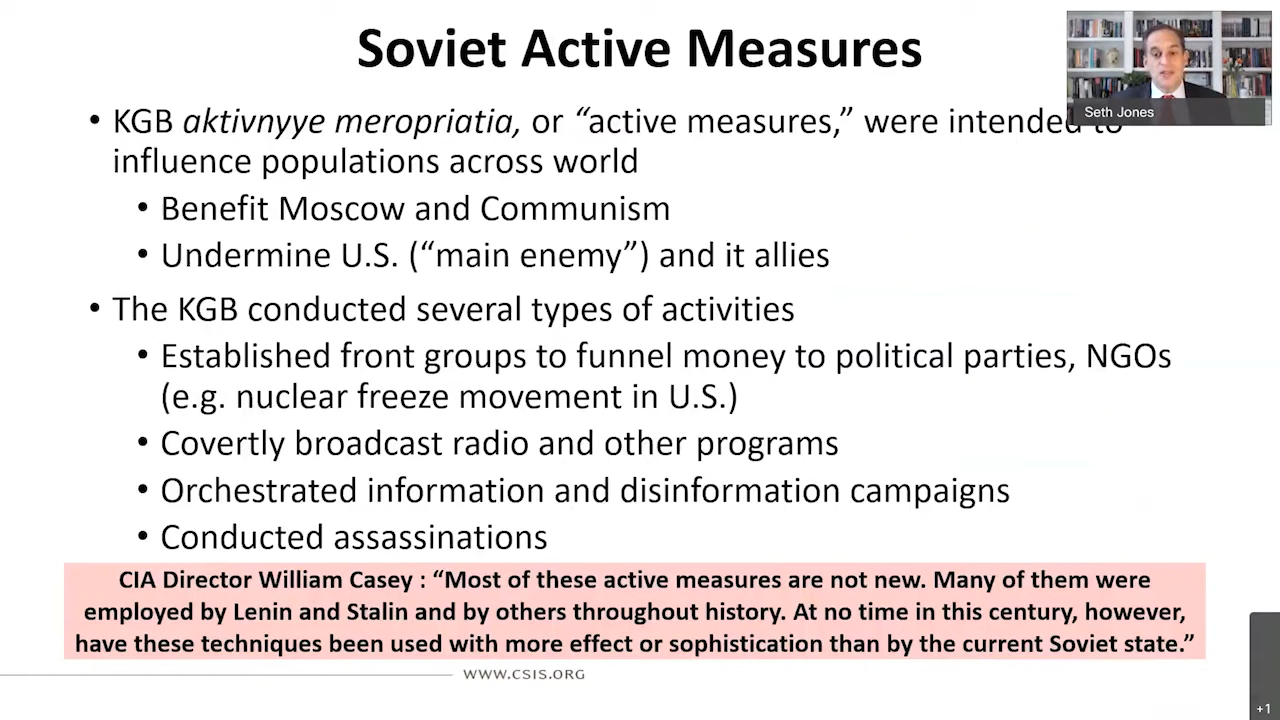 Soviet Active Measures
Seth Jones
• KGB aktivnyye meropriatia, or “active measures,” were intended to
influence populations across world
• Benefit Moscow and Communism
• Undermine U.S. (“main enemy”) and it allies
• The KGB conducted several types of activities
• Established front groups to funnel money to political parties, NGOs
(e.g. nuclear freeze movement in U.S.)
• Covertly broadcast radio and other programs
• Orchestrated information and disinformation campaigns
• Conducted assassinations
CIA Director William Casey : “Most of these active measures are not new. Many of them were
employed by Lenin and Stalin and by others throughout history. At no time in this century, however,
have these techniques been used with more effect or sophistication than by the current Soviet state.”
WWW.CSIS.ORG
+1